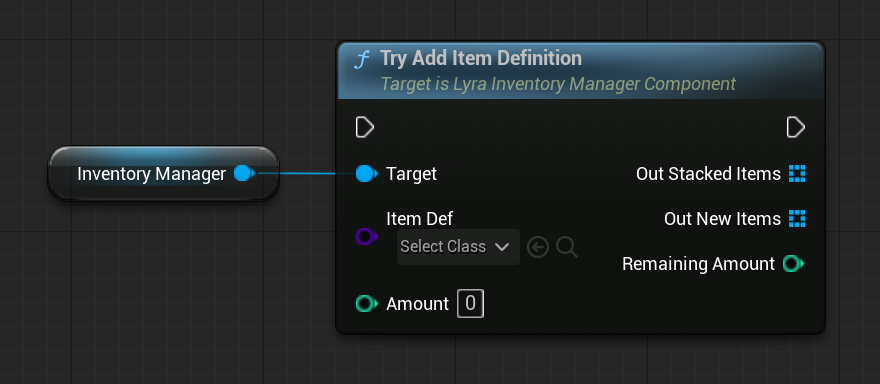 Try Add Item Definition
Target is Lyra Inventory Manager Component
Inventory Manager
Target
Out Stacked Items
Item Def
Out New Items
Select Class
Remaining Amount
Amount 0